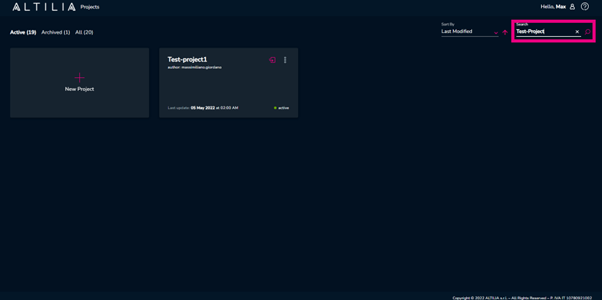 ALTILIA Projects
Hello, Max
Active (19) Archived (1) All (20)
Sort By
Last Modified
Search
Test-Project
New Project
Test-project1
author: massimiliano.giordano
Last update: 05 May 2022 at 02:00 AM
active
Copyright © 2022 ALTILIA s.r.l. – All Rights Reserved – P. IVA IT 10780921002